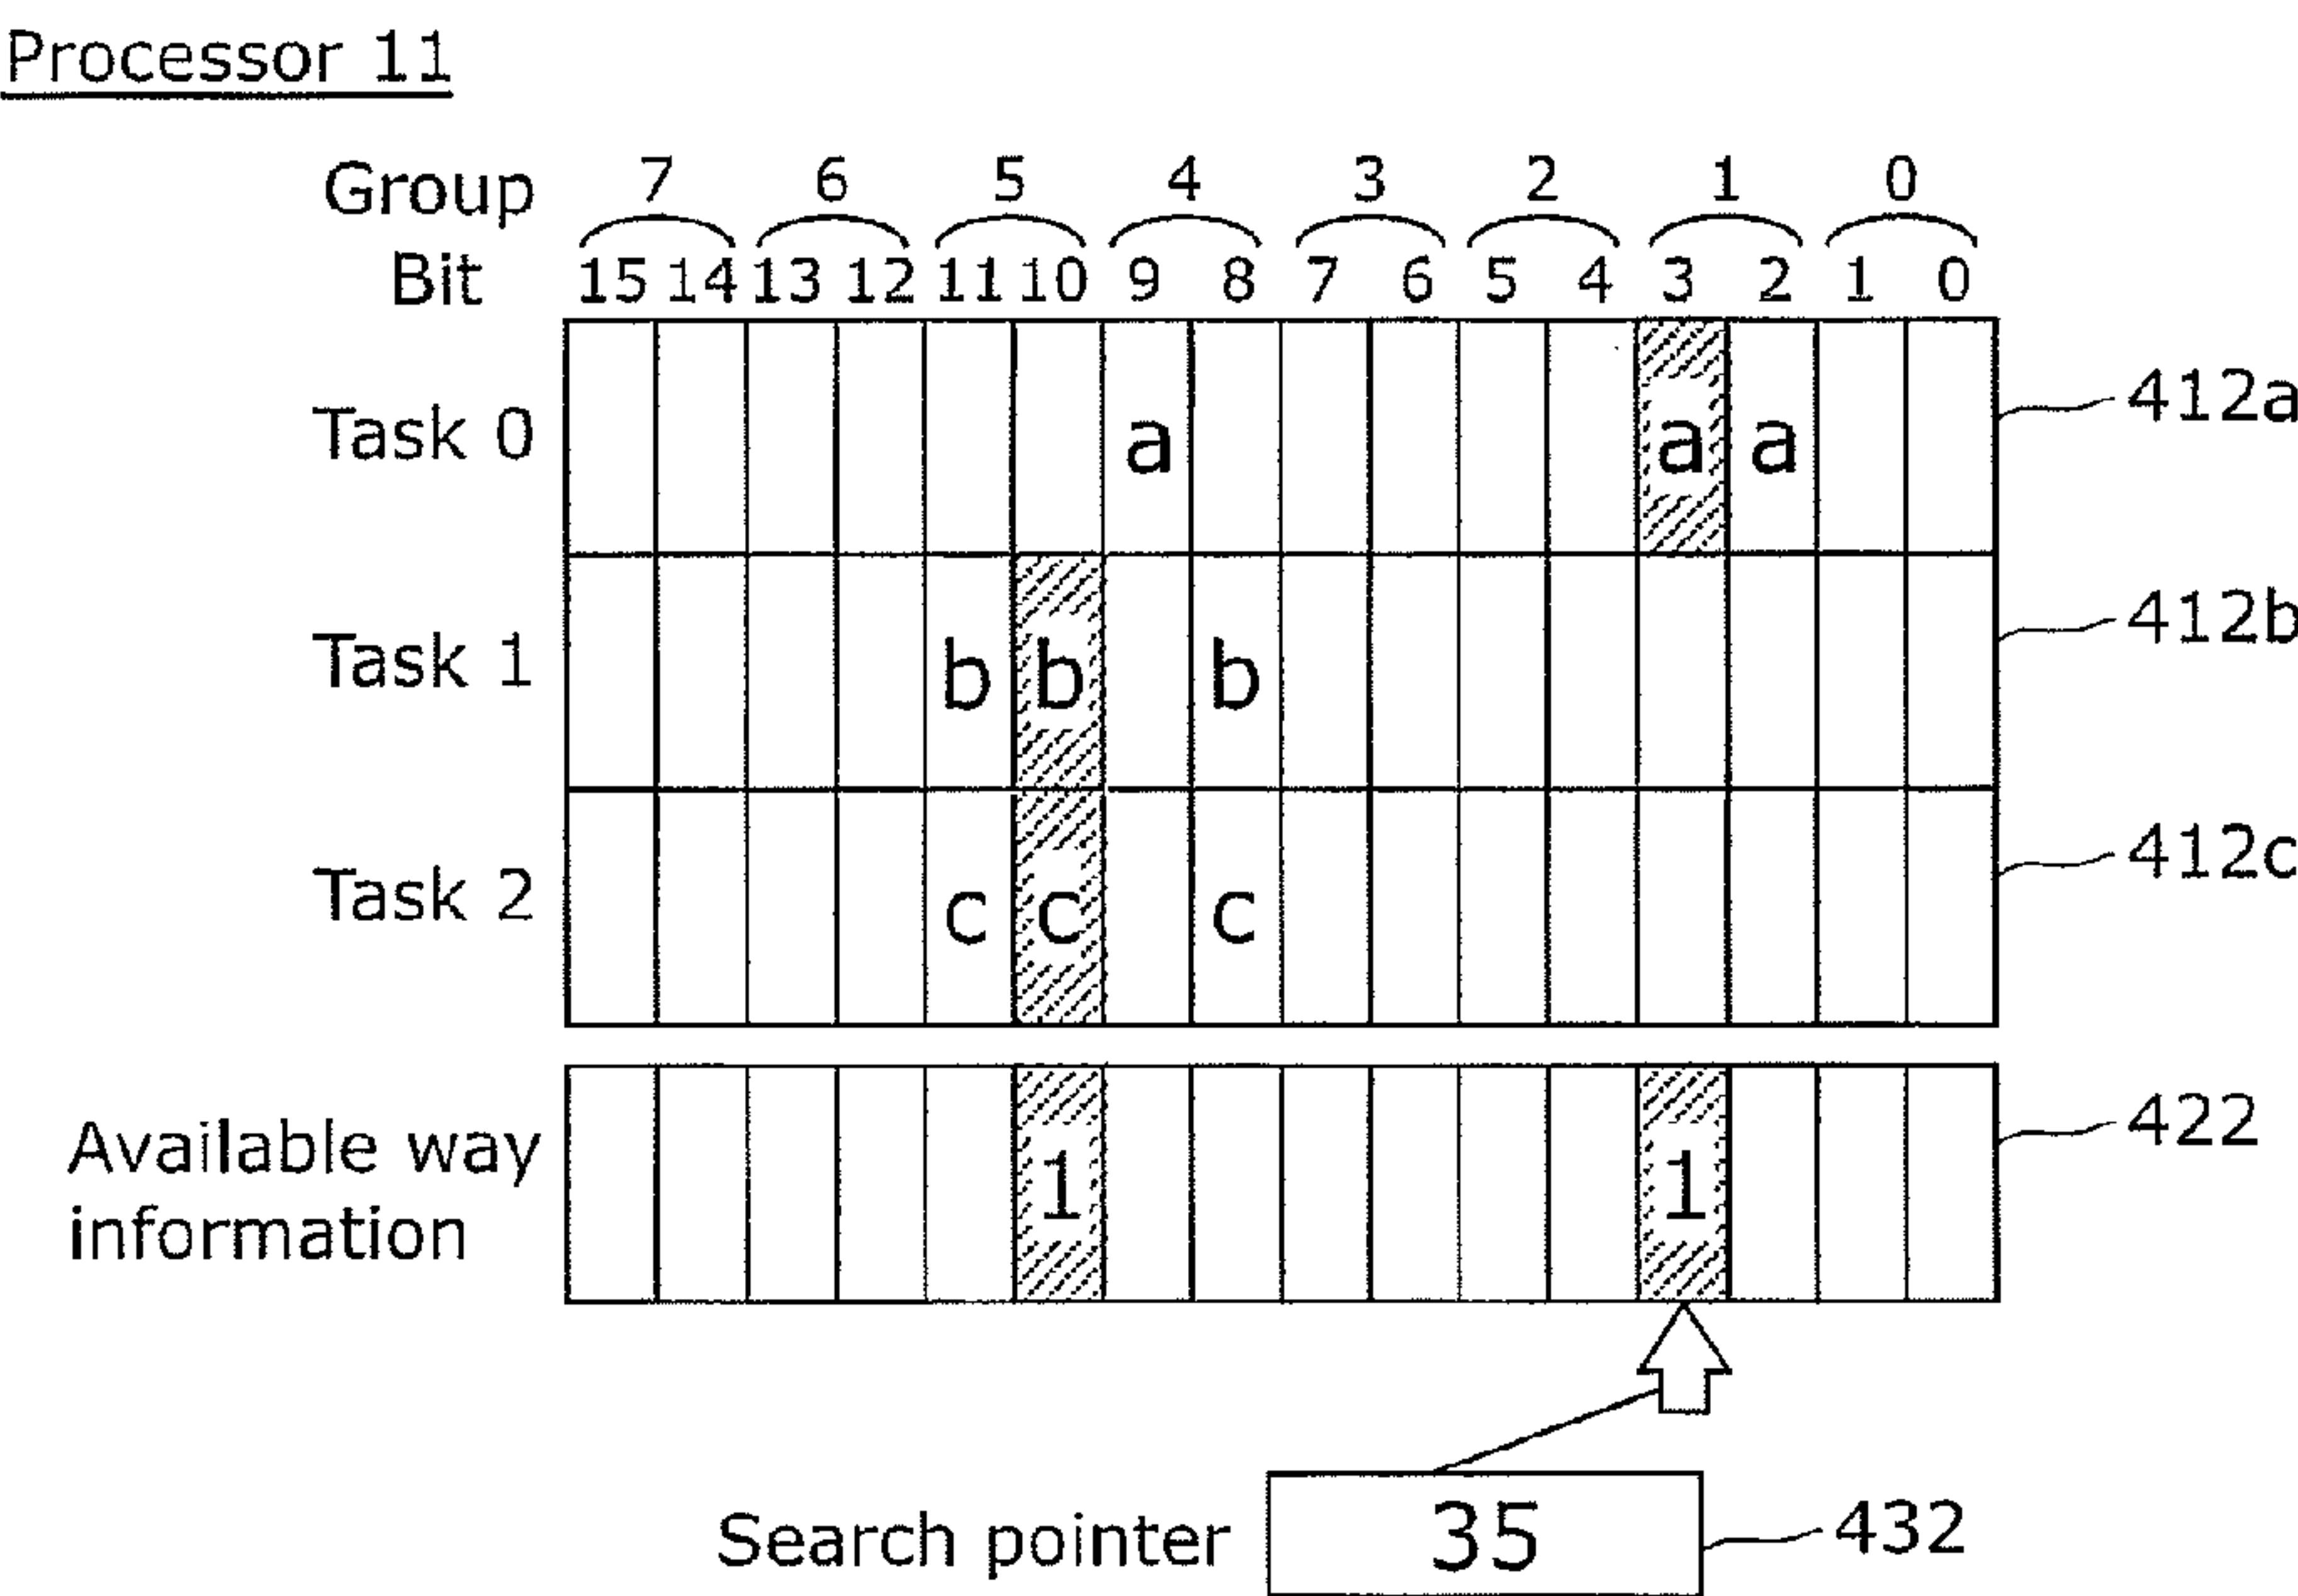 Processor 11
Group 7 6 5 4 3 2 1 0
Bit 15 14 13 12 11 10 9 8 7 6 5 4 3 2 1 0
Task 0 a a a 412a
Task 1 b b b 412b
Task 2 c c c 412c
Available way 1 1 422
information
Search pointer 35 432